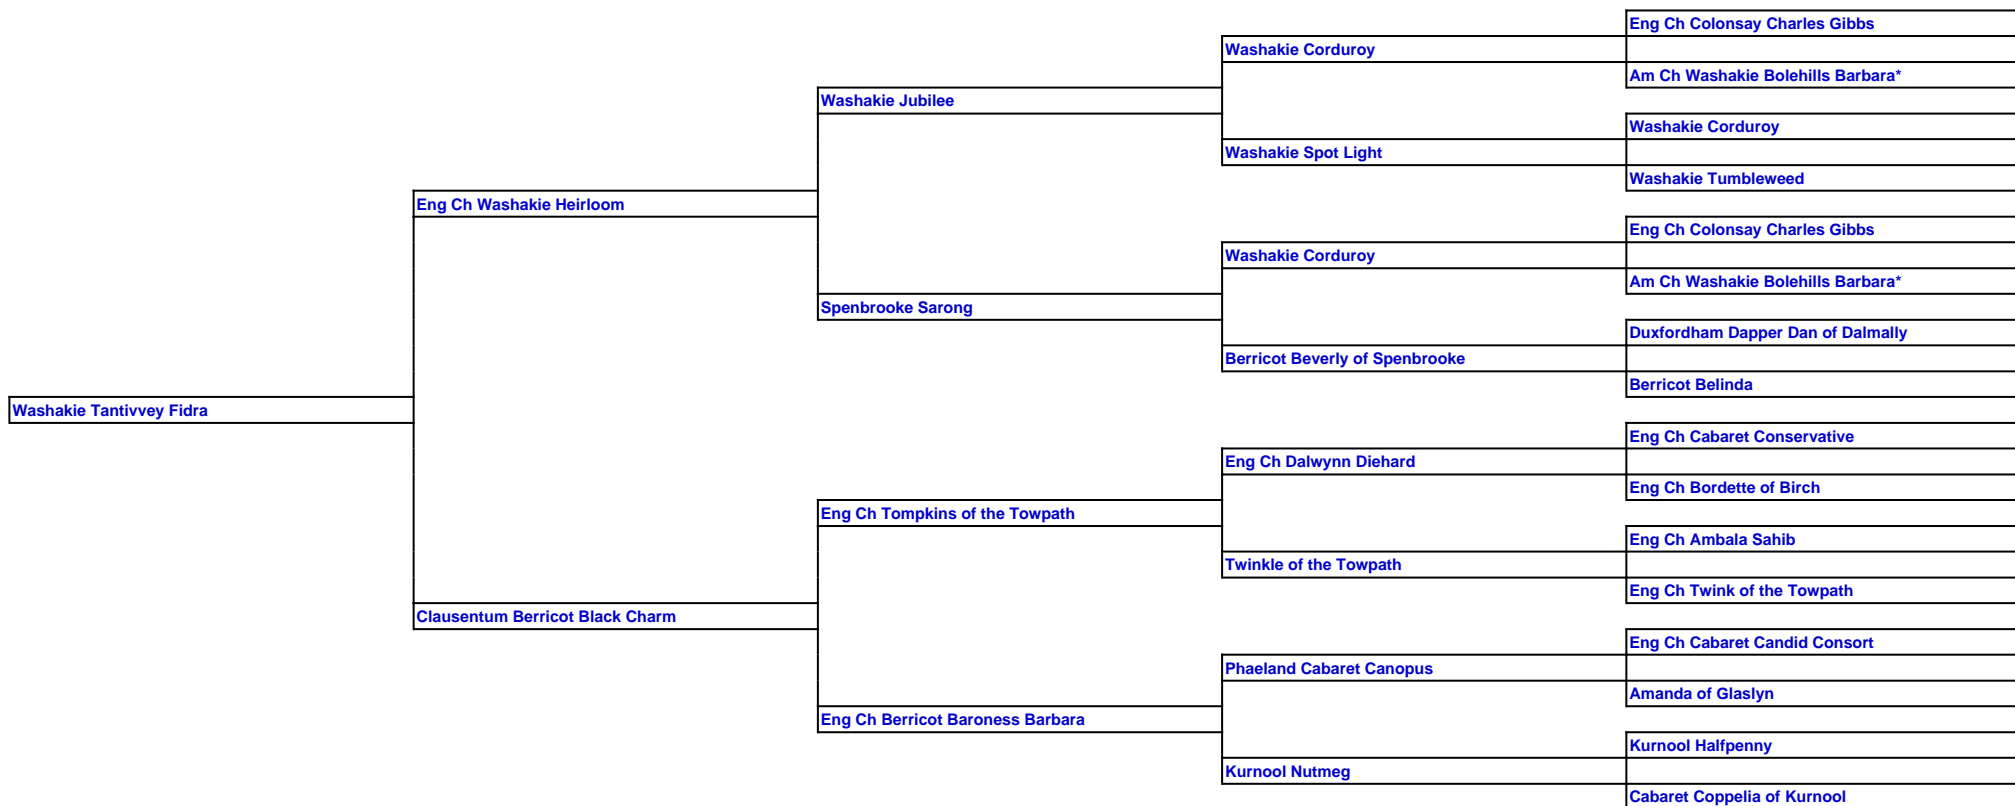 Eng Ch Colonsay Charles Gibbs
Washakie Corduroy
Am Ch Washakie Bolehills Barbara*
Washakie Jubilee
Washakie Corduroy
Washakie Spot Light
Washakie Tumbleweed
Eng Ch Washakie Heirloom
Eng Ch Colonsay Charles Gibbs
Washakie Corduroy
Am Ch Washakie Bolehills Barbara*
Spenbrooke Sarong
Duxfordham Dapper Dan of Dalmally
Berricot Beverly of Spenbrooke
Berricot Belinda
Washakie Tantivvey Fidra
Eng Ch Cabaret Conservative
Eng Ch Dalwynn Diehard
Eng Ch Bordette of Birch
Eng Ch Tompkins of the Towpath
Eng Ch Ambala Sahib
Twinkle of the Towpath
Eng Ch Twink of the Towpath
Clausentum Berricot Black Charm
Eng Ch Cabaret Candid Consort
Phaeland Cabaret Canopus
Amanda of Glaslyn
Eng Ch Berricot Baroness Barbara
Kurnool Halfpenny
Kurnool Nutmeg
Cabaret Coppelia of Kurnool